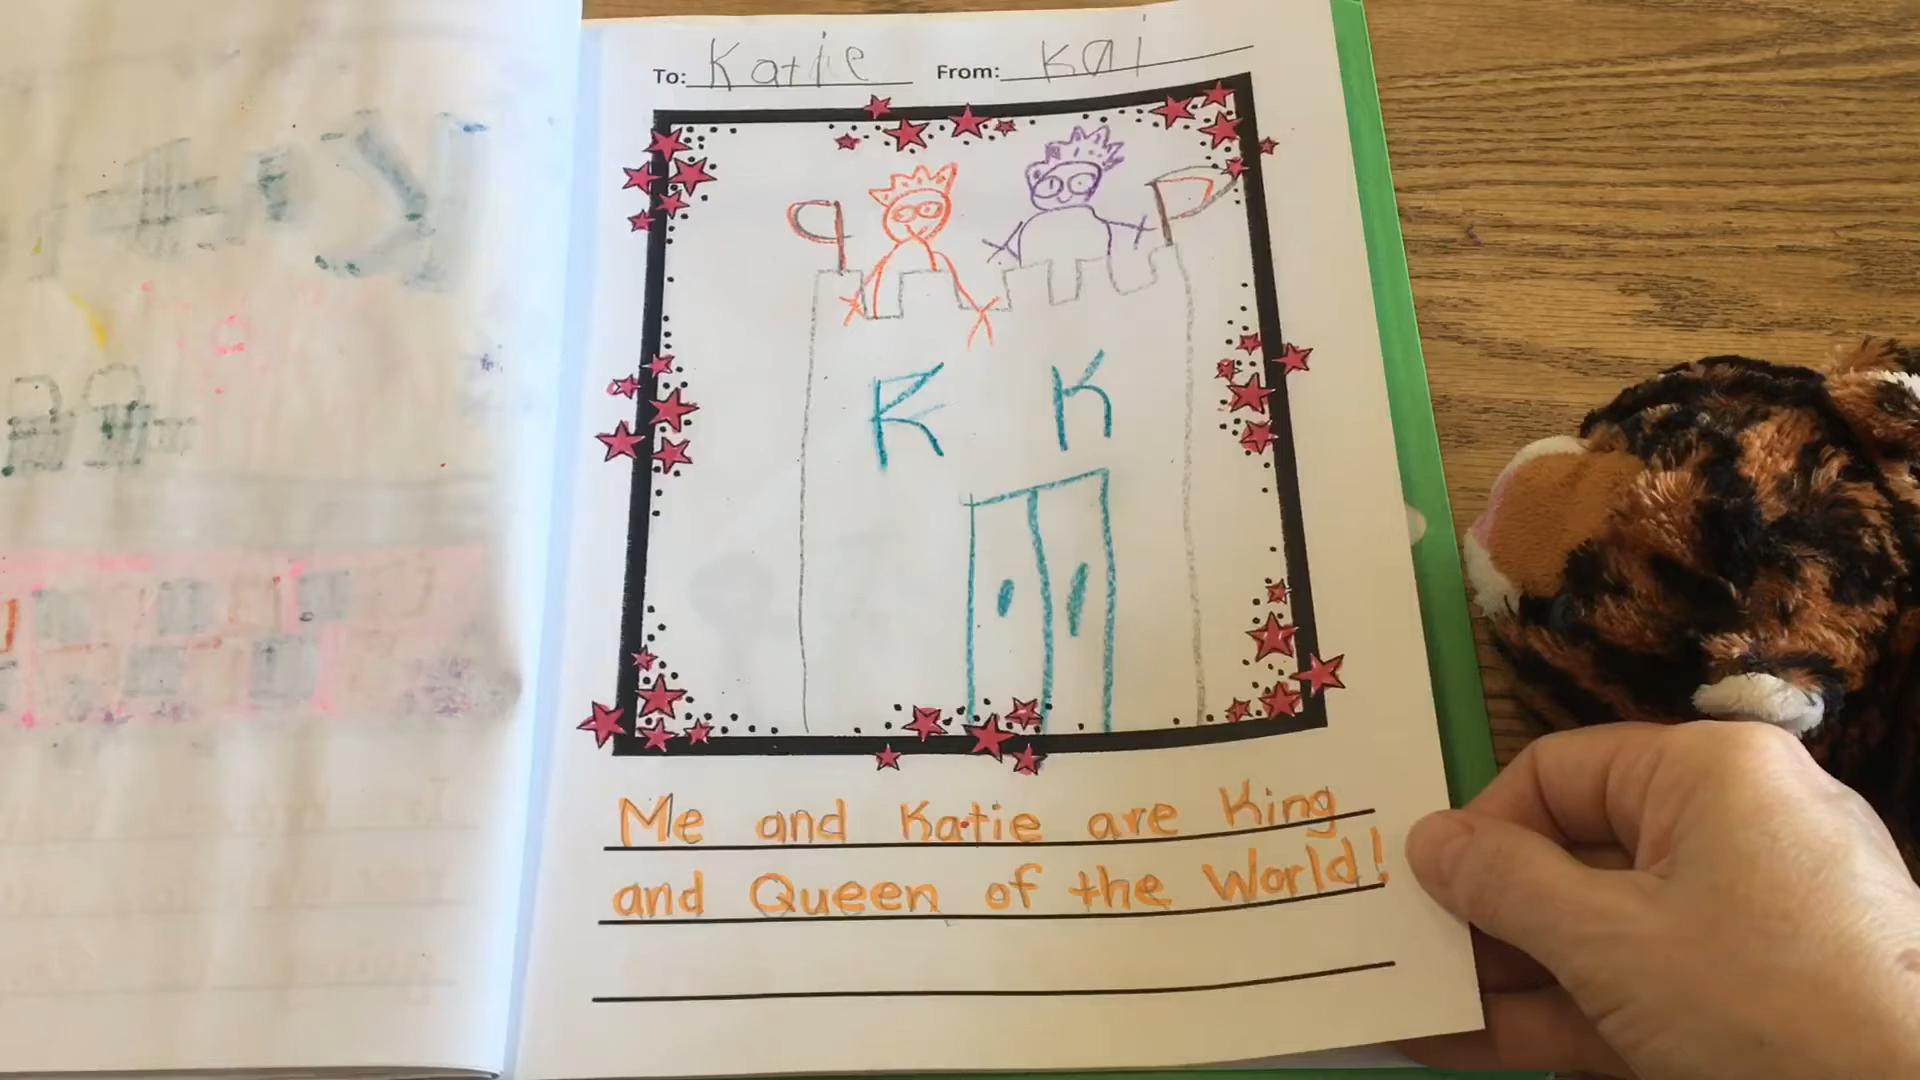 To: Katie From: Kai
K K
Me and Katie are King
and Queen of the World!